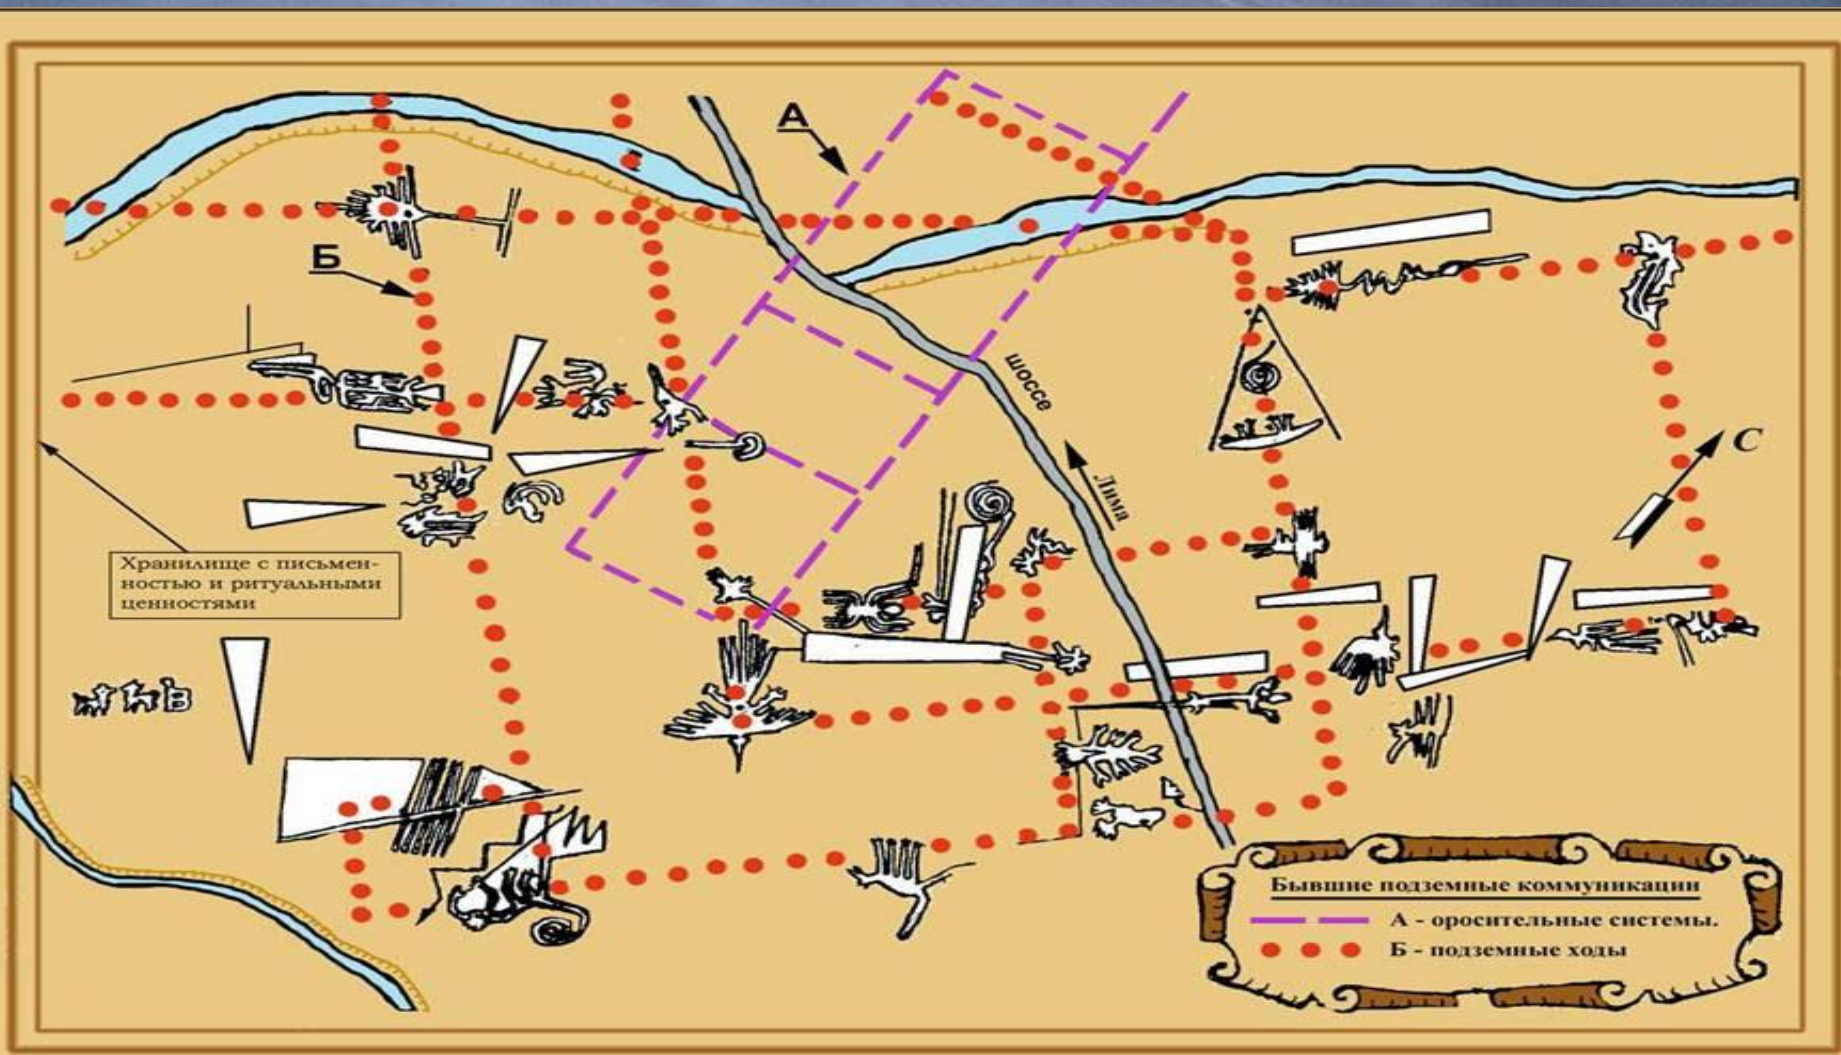 А
Б
шоссе
Лима
С
Хранилище с письмен-
ностью и ритуальными
ценностями
В
Бывшие подземные коммуникации
А - оросительные системы.
Б - подземные ходы